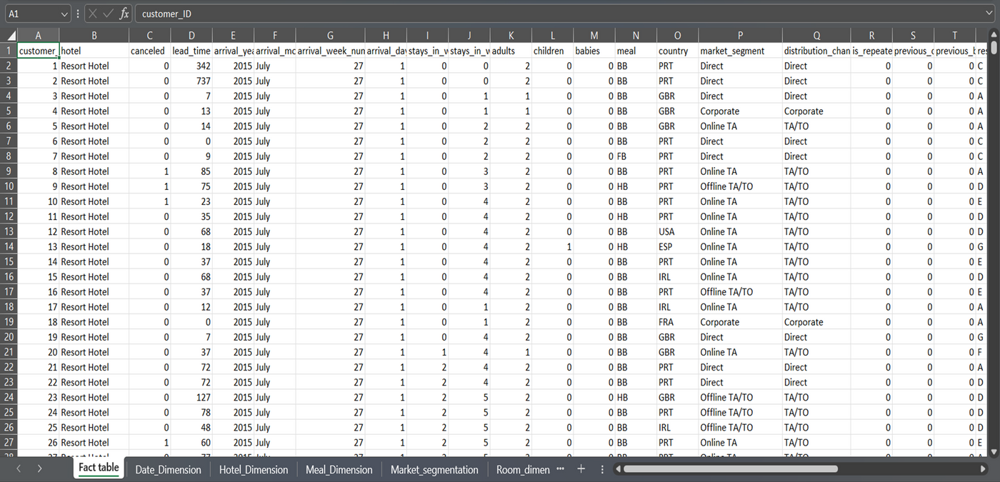 A1 fx customer_ID
A B C D E F G H I J K L M N O P Q R S T
1 customer_ hotel canceled lead_time arrival_yea arrival_mo arrival_week_num arrival_day stays_in_w stays_in_w adults children babies meal country market_segment distribution_chan is_repeate previous_c previous_b res
2 1 Resort Hotel 0 342 2015 July 27 1 0 0 2 0 0 BB PRT Direct Direct 0 0 0 C
3 2 Resort Hotel 0 737 2015 July 27 1 0 0 2 0 0 BB PRT Direct Direct 0 0 0 C
4 3 Resort Hotel 0 7 2015 July 27 1 0 1 1 0 0 BB GBR Direct Direct 0 0 0 A
5 4 Resort Hotel 0 13 2015 July 27 1 0 1 1 0 0 BB GBR Corporate Corporate 0 0 0 A
6 5 Resort Hotel 0 14 2015 July 27 1 0 2 2 0 0 BB GBR Online TA TA/TO 0 0 0 A
7 6 Resort Hotel 0 0 2015 July 27 1 0 2 2 0 0 BB PRT Direct Direct 0 0 0 C
8 7 Resort Hotel 0 9 2015 July 27 1 0 2 2 0 0 FB PRT Direct Direct 0 0 0 C
9 8 Resort Hotel 1 85 2015 July 27 1 0 3 2 0 0 BB PRT Online TA TA/TO 0 0 0 A
10 9 Resort Hotel 1 75 2015 July 27 1 0 3 2 0 0 HB PRT Offline TA/TO TA/TO 0 0 0 D
11 10 Resort Hotel 1 23 2015 July 27 1 0 4 2 0 0 BB PRT Online TA TA/TO 0 0 0 E
12 11 Resort Hotel 0 35 2015 July 27 1 0 4 2 0 0 HB PRT Online TA TA/TO 0 0 0 D
13 12 Resort Hotel 0 68 2015 July 27 1 0 4 2 0 0 BB USA Online TA TA/TO 0 0 0 D
14 13 Resort Hotel 0 18 2015 July 27 1 0 4 2 1 0 HB ESP Online TA TA/TO 0 0 0 G
15 14 Resort Hotel 0 37 2015 July 27 1 0 4 2 0 0 BB PRT Online TA TA/TO 0 0 0 E
16 15 Resort Hotel 0 68 2015 July 27 1 0 4 2 0 0 BB IRL Online TA TA/TO 0 0 0 D
17 16 Resort Hotel 0 37 2015 July 27 1 0 4 2 0 0 BB PRT Offline TA/TO TA/TO 0 0 0 E
18 17 Resort Hotel 0 12 2015 July 27 1 0 1 2 0 0 BB IRL Online TA TA/TO 0 0 0 A
19 18 Resort Hotel 0 0 2015 July 27 1 0 1 2 0 0 BB FRA Corporate Corporate 0 0 0 A
20 19 Resort Hotel 0 7 2015 July 27 1 0 4 2 0 0 BB GBR Direct Direct 0 0 0 G
21 20 Resort Hotel 0 37 2015 July 27 1 1 4 1 0 0 BB GBR Online TA TA/TO 0 0 0 F
22 21 Resort Hotel 0 72 2015 July 27 1 2 4 2 0 0 BB PRT Direct Direct 0 0 0 A
23 22 Resort Hotel 0 72 2015 July 27 1 2 4 2 0 0 BB PRT Direct Direct 0 0 0 D
24 23 Resort Hotel 0 127 2015 July 27 1 2 5 2 0 0 HB GBR Offline TA/TO TA/TO 0 0 0 D
25 24 Resort Hotel 0 78 2015 July 27 1 2 5 2 0 0 BB PRT Offline TA/TO TA/TO 0 0 0 D
26 25 Resort Hotel 0 48 2015 July 27 1 2 5 2 0 0 BB IRL Offline TA/TO TA/TO 0 0 0 D
27 26 Resort Hotel 1 60 2015 July 27 1 2 5 2 0 0 BB PRT Online TA TA/TO 0 0 0 E
Fact table Date_Dimension Hotel_Dimension Meal_Dimension Market_segmentation Room_dimen ···